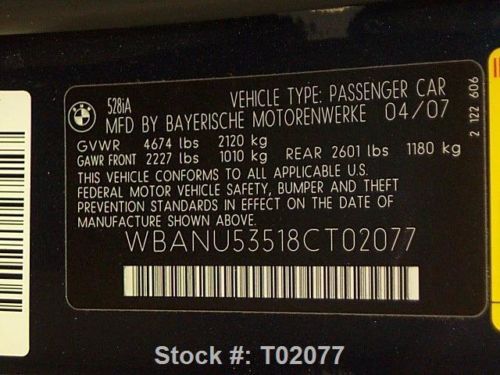 BMW
528iA
VEHICLE TYPE: PASSENGER CAR
MFD BY BAYERISCHE MOTORENWERKE 04/07
GVWR 4674 lbs 2120 kg
GAWR FRONT 2227 lbs 1010 kg REAR 2601 lbs 1180 kg
THIS VEHICLE CONFORMS TO ALL APPLICABLE U.S.
FEDERAL MOTOR VEHICLE SAFETY, BUMPER AND THEFT
PREVENTION STANDARDS IN EFFECT ON THE DATE OF
MANUFACTURE SHOWN ABOVE.
WBANU53518CT02077
2 122 606
Stock #: T02077